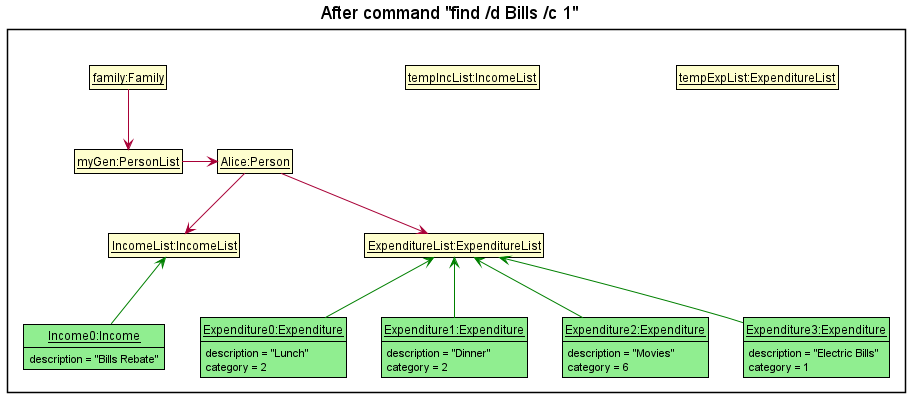 After command "find /d Bills /c 1"
family:Family
tempIncList:IncomeList
tempExpList:ExpenditureList
myGen:PersonList
Alice:Person
IncomeList:IncomeList
ExpenditureList:ExpenditureList
Income0:Income
description = "Bills Rebate"
Expenditure0:Expenditure
description = "Lunch"
category = 2
Expenditure1:Expenditure
description = "Dinner"
category = 2
Expenditure2:Expenditure
description = "Movies"
category = 6
Expenditure3:Expenditure
description = "Electric Bills"
category = 1